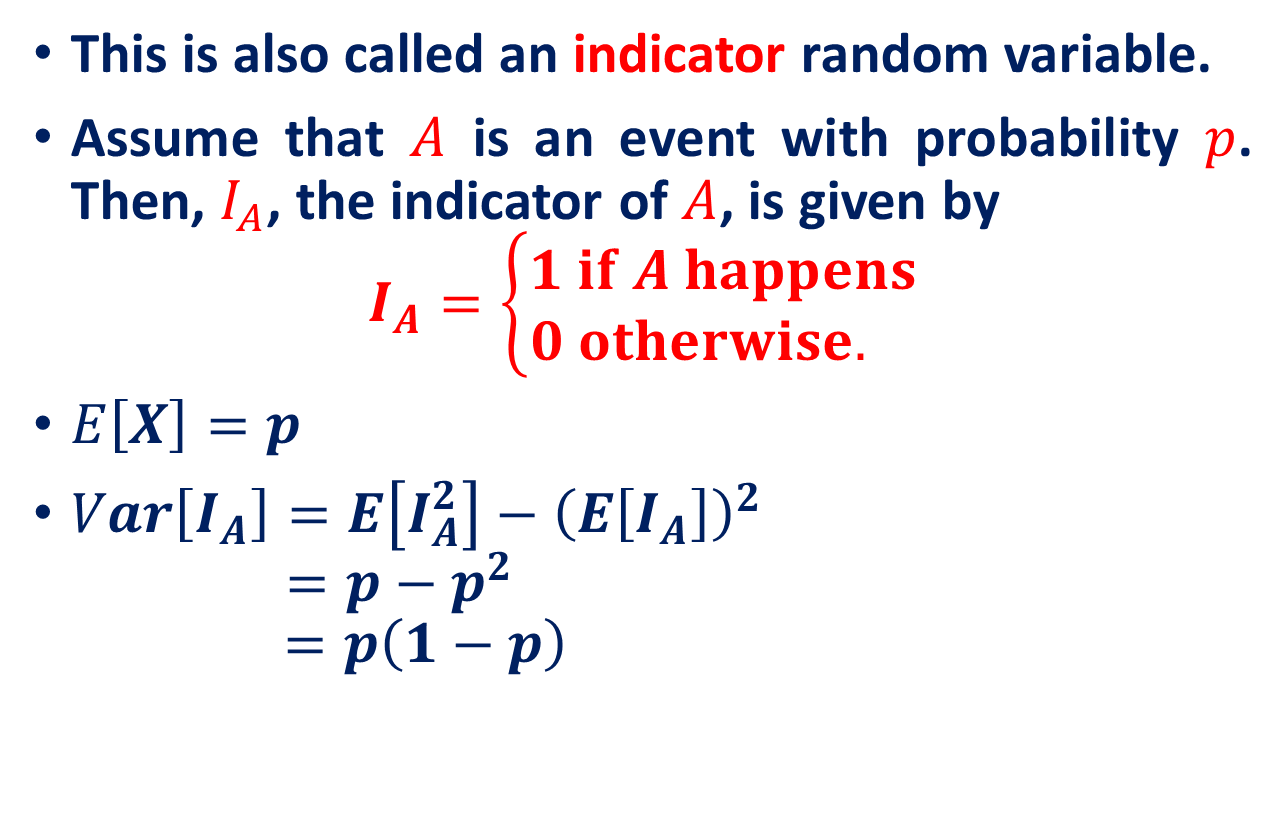 • This is also called an indicator random variable.
• Assume that A is an event with probability p.
Then, I_A, the indicator of A, is given by
I_A = { 1 if A happens
0 otherwise.
• E[X] = p
• Var[I_A] = E[I_A^2] − (E[I_A])^2
= p − p^2
= p(1 − p)